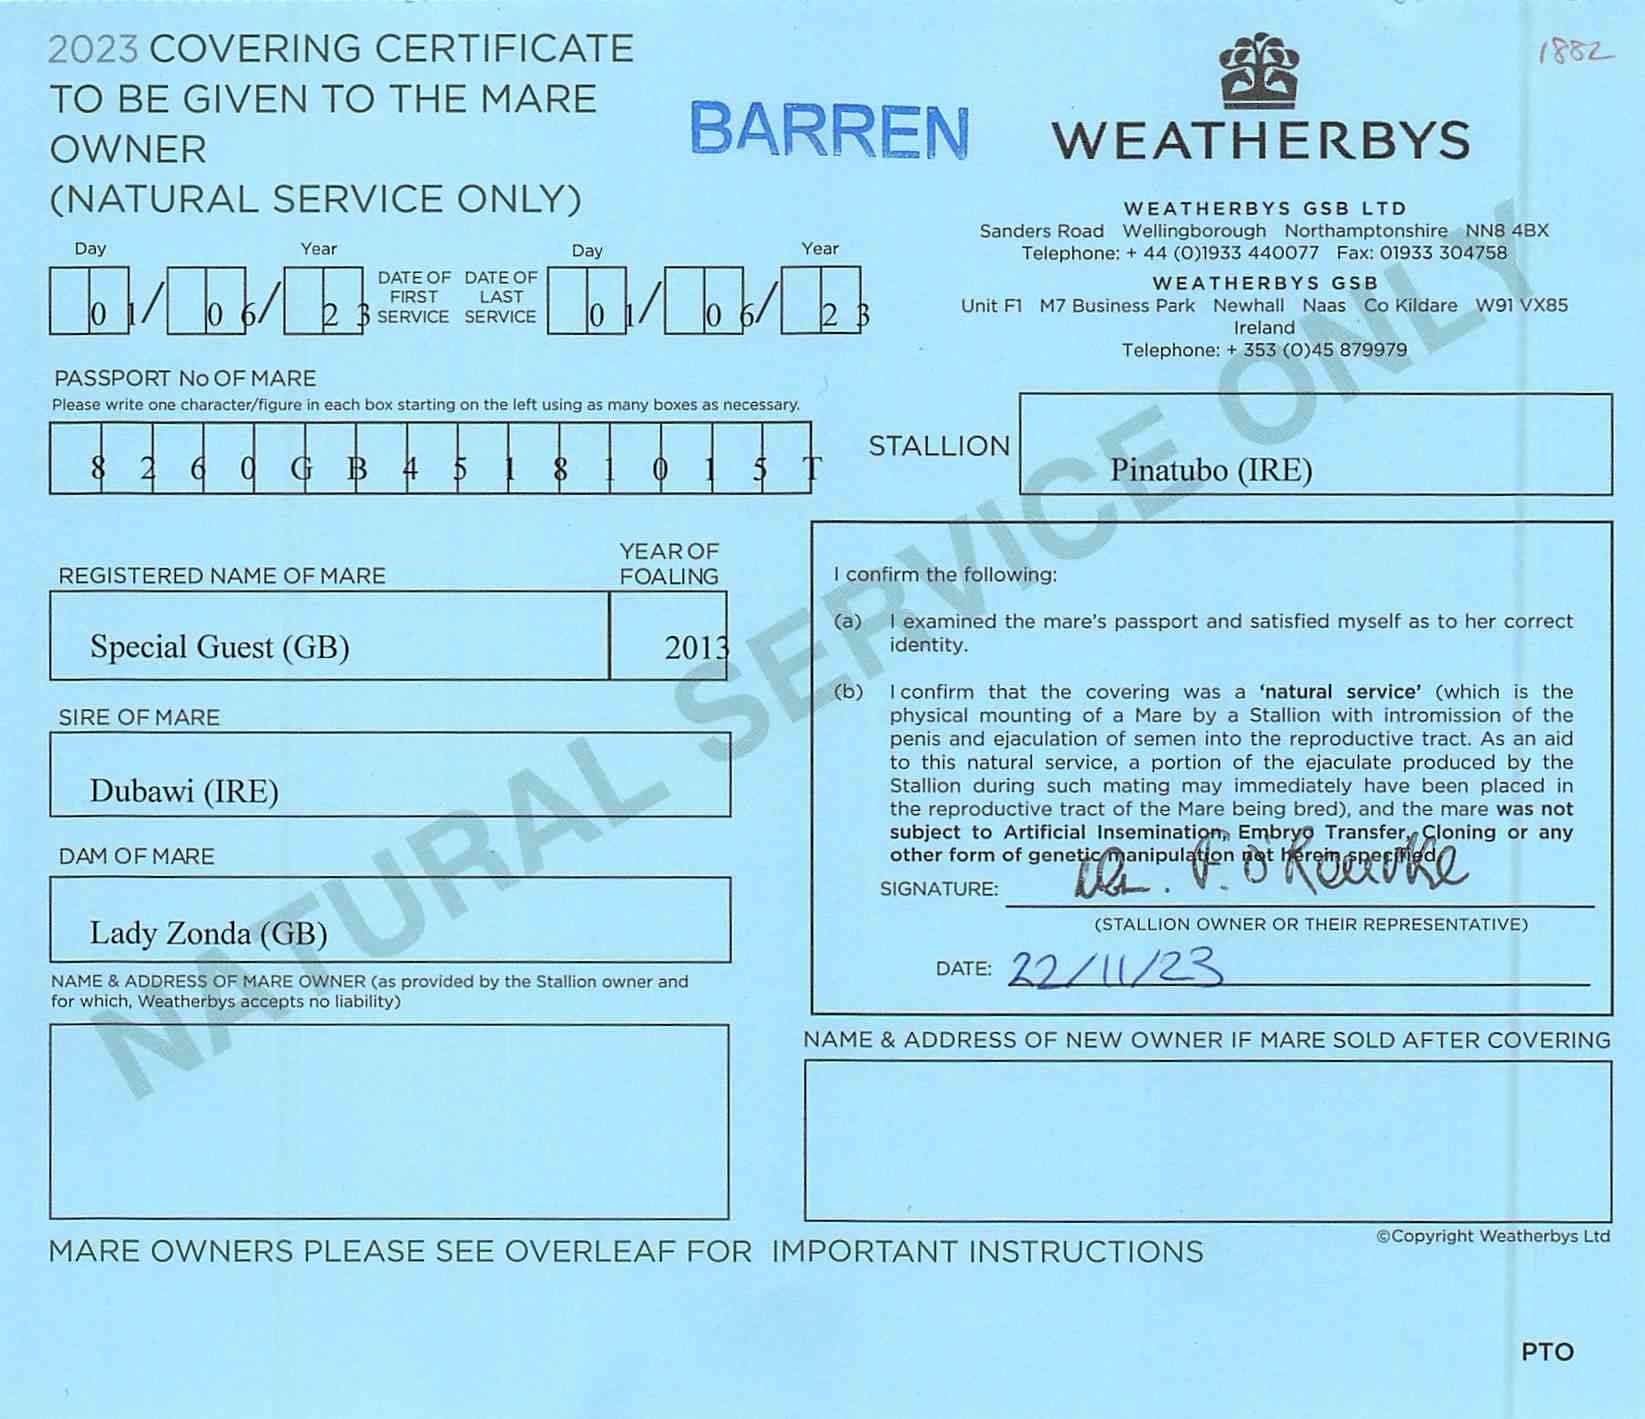 2023 COVERING CERTIFICATE
TO BE GIVEN TO THE MARE
OWNER
(NATURAL SERVICE ONLY)
BARREN
1882
WEATHERBYS
WEATHERBYS GSB LTD
Sanders Road Wellingborough Northamptonshire NN8 4BX
Telephone: + 44 (0)1933 440077 Fax: 01933 304758
WEATHERBYS GSB
Unit F1 M7 Business Park Newhall Naas Co Kildare W91 VX85
Ireland
Telephone: + 353 (0)45 879979
Day Year Day Year
01/06/23 DATE OF FIRST SERVICE DATE OF LAST SERVICE 01/06/23
PASSPORT No OF MARE
Please write one character/figure in each box starting on the left using as many boxes as necessary.
8 2 6 0 G B 4 5 1 8 1 0 1 5 T
STALLION Pinatubo (IRE)
REGISTERED NAME OF MARE YEAR OF FOALING
Special Guest (GB) 2013
SIRE OF MARE
Dubawi (IRE)
DAM OF MARE
Lady Zonda (GB)
NAME & ADDRESS OF MARE OWNER (as provided by the Stallion owner and
for which, Weatherbys accepts no liability)
I confirm the following:
(a) I examined the mare's passport and satisfied myself as to her correct
identity.
(b) I confirm that the covering was a 'natural service' (which is the
physical mounting of a Mare by a Stallion with intromission of the
penis and ejaculation of semen into the reproductive tract. As an aid
to this natural service, a portion of the ejaculate produced by the
Stallion during such mating may immediately have been placed in
the reproductive tract of the Mare being bred), and the mare was not
subject to Artificial Insemination, Embryo Transfer, Cloning or any
other form of genetic manipulation not herein specified.
SIGNATURE: P. O'Rourke
(STALLION OWNER OR THEIR REPRESENTATIVE)
DATE: 22/11/23
NAME & ADDRESS OF NEW OWNER IF MARE SOLD AFTER COVERING
©Copyright Weatherbys Ltd
MARE OWNERS PLEASE SEE OVERLEAF FOR IMPORTANT INSTRUCTIONS
PTO
NATURAL SERVICE ONLY